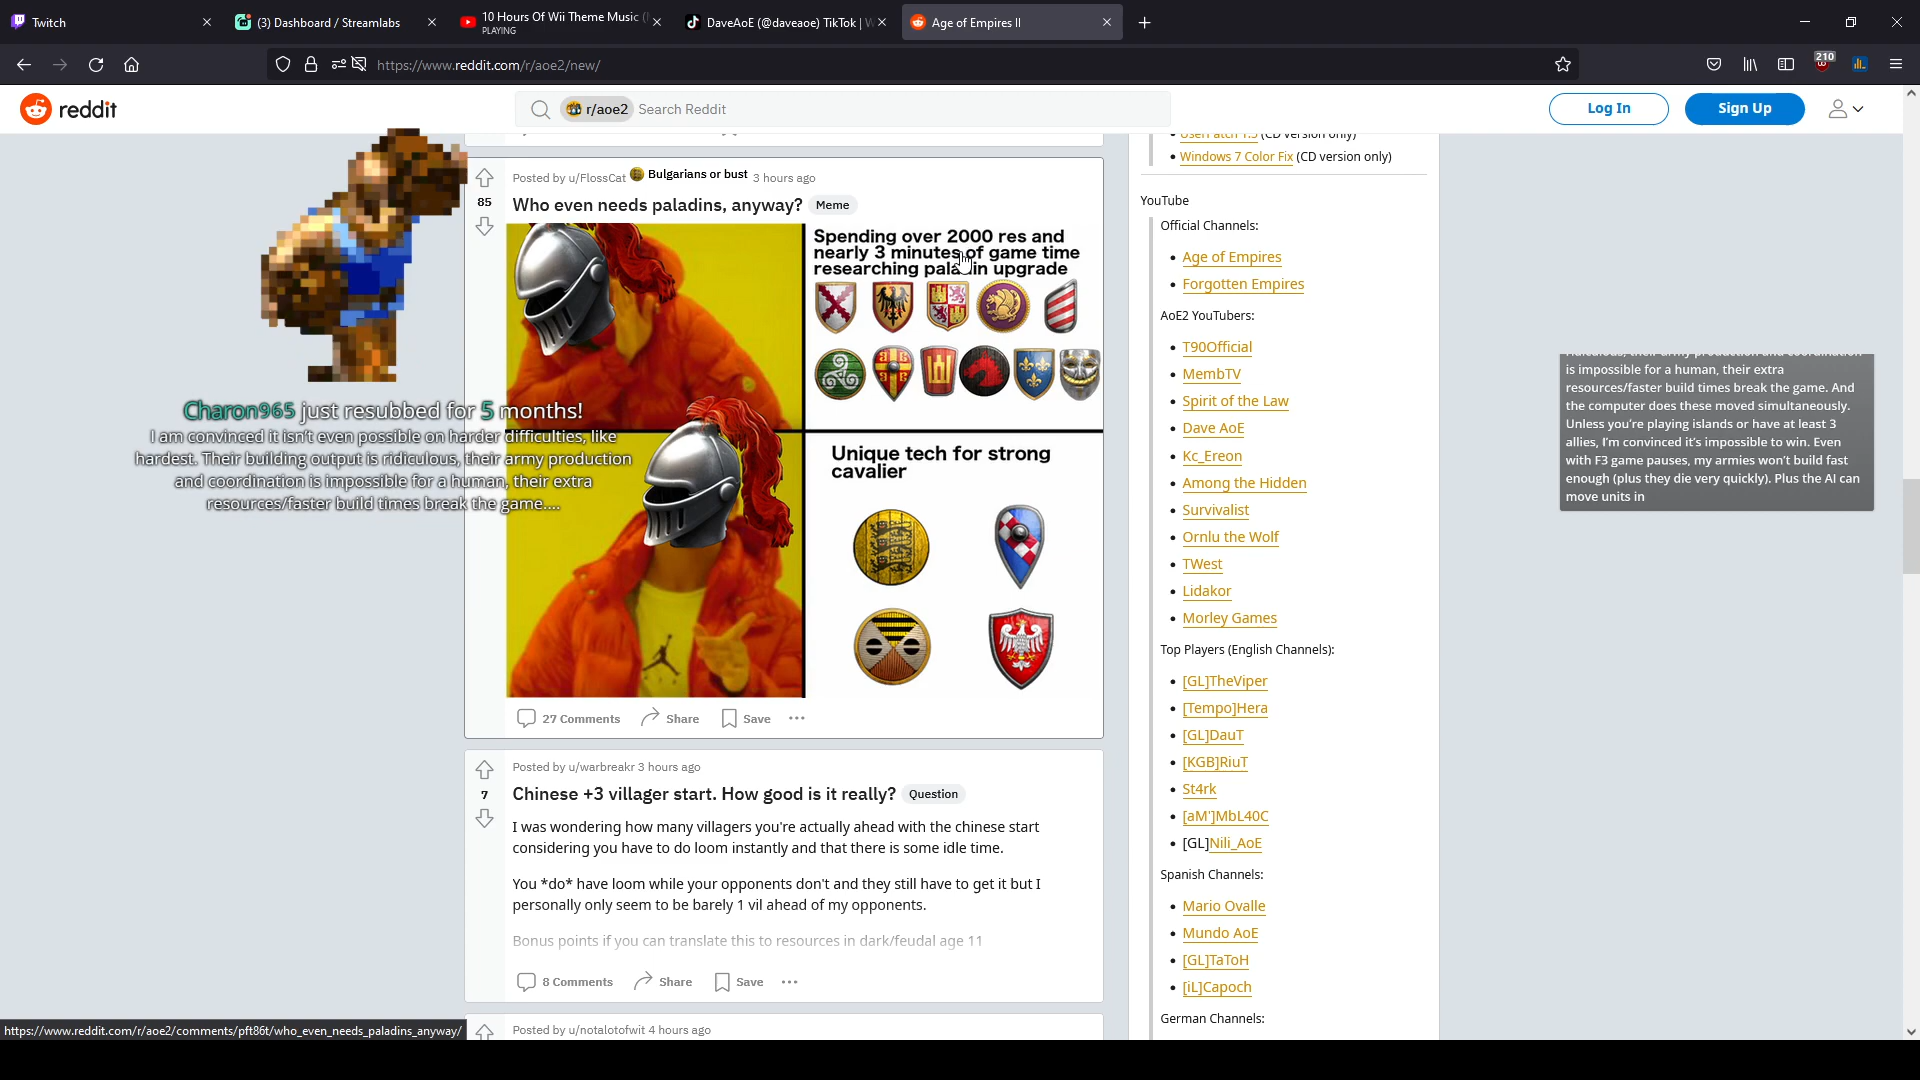 Twitch
(3) Dashboard / Streamlabs
10 Hours Of Wii Theme Music (
PLAYING
DaveAoE (@daveaoe) TikTok | W
Age of Empires II
https://www.reddit.com/r/aoe2/new/
210
reddit
r/aoe2
Search Reddit
Log In
Sign Up
UserPatch 1.5 (CD version only)
Windows 7 Color Fix (CD version only)
Posted by u/FlossCat Bulgarians or bust 3 hours ago
85
Who even needs paladins, anyway? Meme
Spending over 2000 res and
nearly 3 minutes of game time
researching paladin upgrade
Unique tech for strong
cavalier
27 Comments
Share
Save
Charon965 just resubbed for 5 months!
I am convinced it isn't even possible on harder difficulties, like
hardest. Their building output is ridiculous, their army production
and coordination is impossible for a human, their extra
resources/faster build times break the game....
Posted by u/warbreakr 3 hours ago
7
Chinese +3 villager start. How good is it really? Question
I was wondering how many villagers you're actually ahead with the chinese start
considering you have to do loom instantly and that there is some idle time.
You *do* have loom while your opponents don't and they still have to get it but I
personally only seem to be barely 1 vil ahead of my opponents.
Bonus points if you can translate this to resources in dark/feudal age 11
8 Comments
Share
Save
Posted by u/notalotofwit 4 hours ago
https://www.reddit.com/r/aoe2/comments/pft86t/who_even_needs_paladins_anyway/
YouTube
Official Channels:
Age of Empires
Forgotten Empires
AoE2 YouTubers:
T90Official
MembTV
Spirit of the Law
Dave AoE
Kc_Ereon
Among the Hidden
Survivalist
Ornlu the Wolf
TWest
Lidakor
Morley Games
Top Players (English Channels):
[GL]TheViper
[Tempo]Hera
[GL]DauT
[KGB]RiuT
St4rk
[aM']MbL40C
[GL]Nili_AoE
Spanish Channels:
Mario Ovalle
Mundo AoE
[GL]TaToH
[iL]Capoch
German Channels:
ridiculous, their army production and coordination
is impossible for a human, their extra
resources/faster build times break the game. And
the computer does these moved simultaneously.
Unless you're playing islands or have at least 3
allies, I'm convinced it's impossible to win. Even
with F3 game pauses, my armies won't build fast
enough (plus they die very quickly). Plus the AI can
move units in